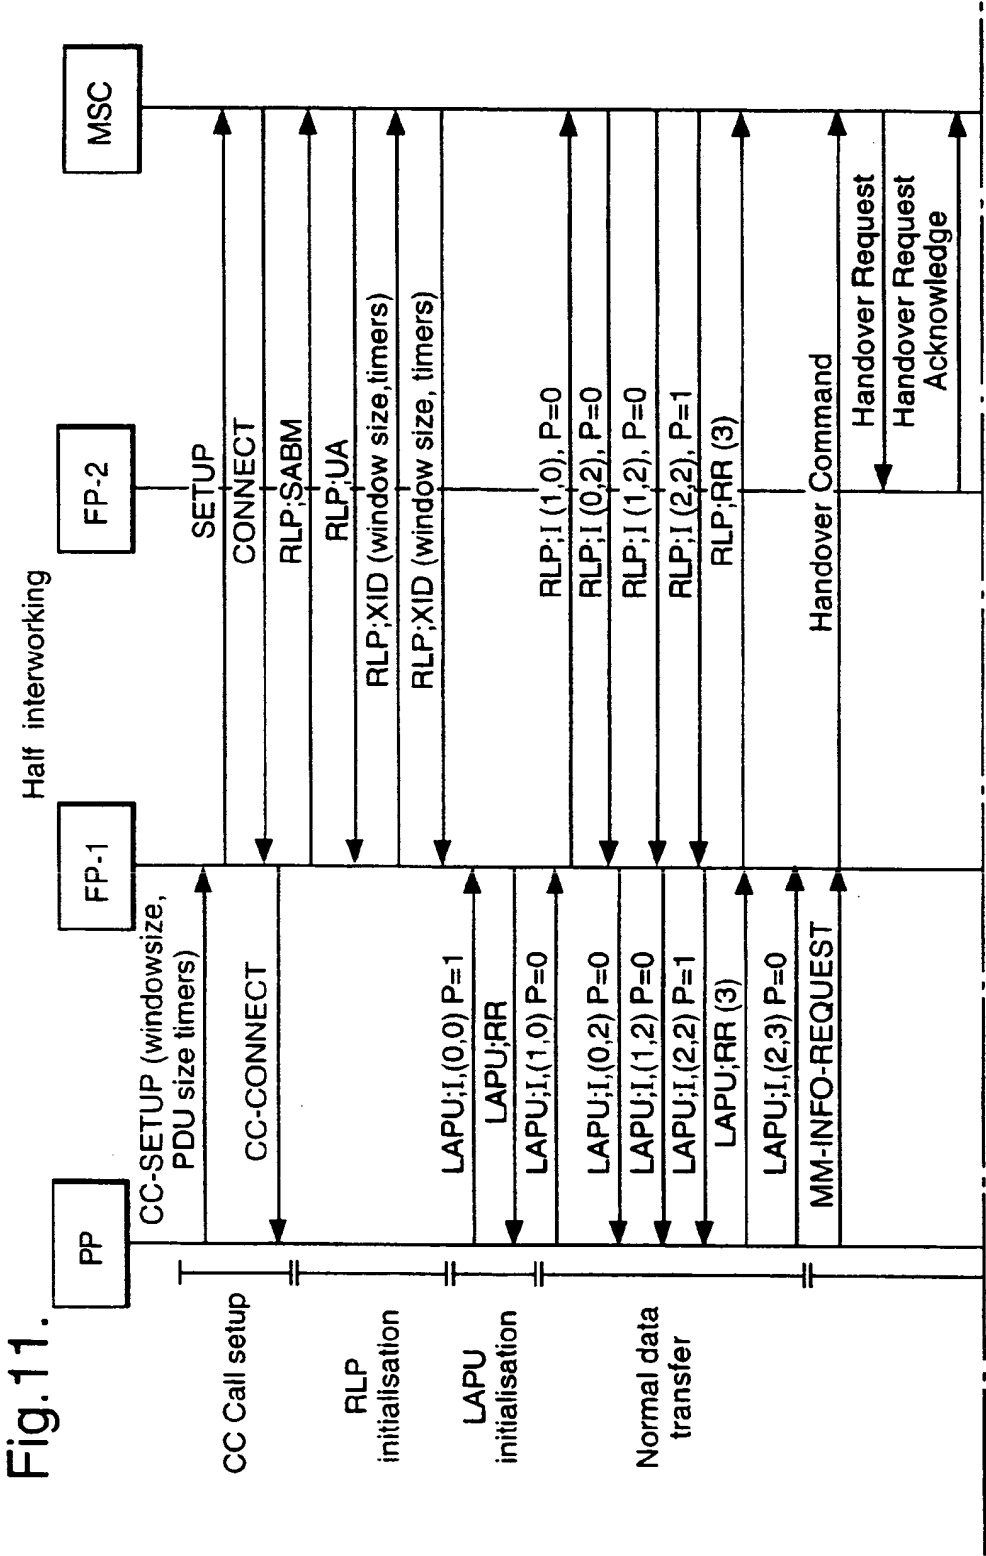 Fig.11.
Half interworking
PP
FP-1
FP-2
MSC
CC Call setup
RLP
initialisation
LAPU
initialisation
Normal data
transfer
CC-SETUP (windowsize,
PDU size timers)
CC-CONNECT
LAPU;I,(0,0) P=1
LAPU;RR
LAPU;I,(1,0) P=0
LAPU;I,(0,2) P=0
LAPU;I,(1,2) P=0
LAPU;I,(2,2) P=1
LAPU;RR (3)
LAPU;I,(2,3) P=0
MM-INFO-REQUEST
SETUP
CONNECT
RLP;SABM
RLP;UA
RLP;XID (window size,timers)
RLP;XID (window size, timers)
RLP;I (1,0), P=0
RLP;I (0,2), P=0
RLP;I (1,2), P=0
RLP;I (2,2), P=1
RLP;RR (3)
Handover Command
Handover Request
Handover Request
Acknowledge